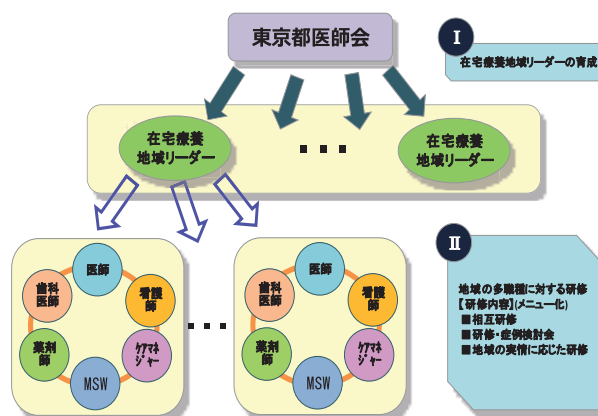 東京都医師会
Ⅰ
在宅療養地域リーダーの育成
在宅療養
地域リーダー
・・・
在宅療養
地域リーダー
Ⅱ
地域の多職種に対する研修
【研修内容】(メニュー化)
■相互研修
■研修・症例検討会
■地域の実情に応じた研修
医師
歯科
医師
看護
師
薬剤
師
ケアマネ
ジャー
MSW
・・・
医師
歯科
医師
看護
師
薬剤
師
ケアマネ
ジャー
MSW